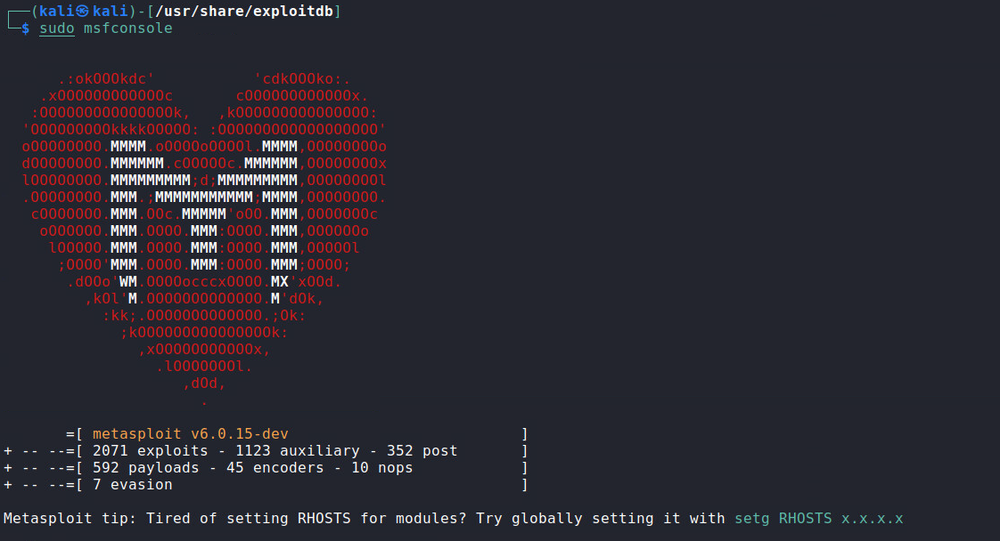 ┌──(kali㉿kali)-[/usr/share/exploitdb]
└─$ sudo msfconsole
      .:okOOOkdc'           'cdkOOOko:.
    .xOOOOOOOOOOOOc       cOOOOOOOOOOOOx.
   :OOOOOOOOOOOOOOOk,   ,kOOOOOOOOOOOOOOO:
  'OOOOOOOOOkkkkOOOOO: :OOOOOOOOOOOOOOOOOO'
  oOOOOOOOO.MMMM.oOOOOoOOOOl.MMMM,OOOOOOOOo
  dOOOOOOOO.MMMMMM.cOOOOOc.MMMMMM,OOOOOOOOx
  lOOOOOOOO.MMMMMMMMM;d;MMMMMMMMM,OOOOOOOOl
  .OOOOOOOO.MMM.;MMMMMMMMMMM;MMMM,OOOOOOOO.
   cOOOOOOO.MMM.OOc.MMMMM'oOO.MMM,OOOOOOOc
    oOOOOOO.MMM.OOOO.MMM:OOOO.MMM,OOOOOOo
     lOOOOO.MMM.OOOO.MMM:OOOO.MMM,OOOOOl
      ;OOOO'MMM.OOOO.MMM:OOOO.MMM;OOOO;
       .dOOo'WM.OOOOocccxOOOO.MX'xOOd.
         ,kOl'M.OOOOOOOOOOOOO.M'dOk,
           :kk;.OOOOOOOOOOOOO.;Ok:
             ;kOOOOOOOOOOOOOOOk:
               ,xOOOOOOOOOOOx,
                 .lOOOOOOOl.
                    ,dOd,
                      .
       =[ metasploit v6.0.15-dev                          ]
+ -- --=[ 2071 exploits - 1123 auxiliary - 352 post       ]
+ -- --=[ 592 payloads - 45 encoders - 10 nops            ]
+ -- --=[ 7 evasion                                       ]
Metasploit tip: Tired of setting RHOSTS for modules? Try globally setting it with setg RHOSTS x.x.x.x